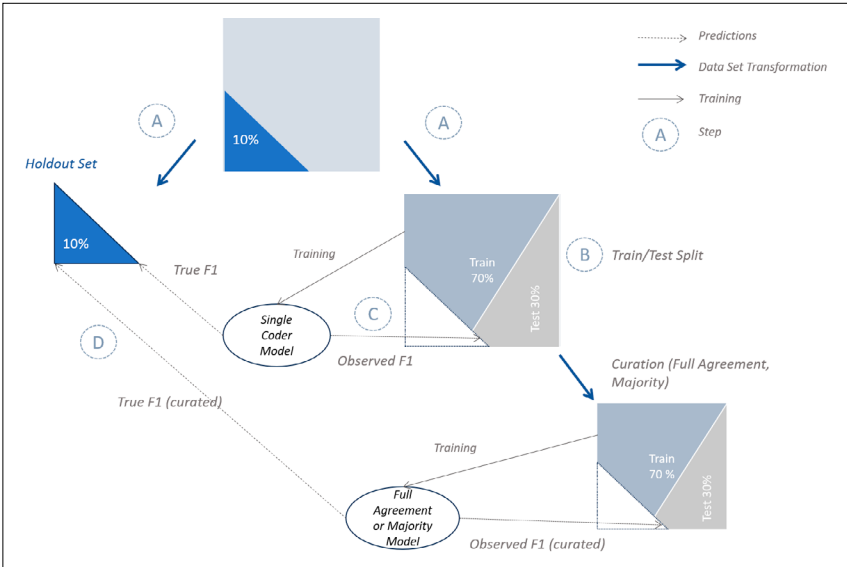 Predictions
Data Set Transformation
Training
A
Step
A
A
10%
Holdout Set
10%
True F1
Training
Train
70%
Test 30%
B
Train/Test Split
Single
Coder
Model
C
Observed F1
D
True F1 (curated)
Curation (Full Agreement,
Majority)
Training
Train
70 %
Test 30%
Full
Agreement
or Majority
Model
Observed F1 (curated)